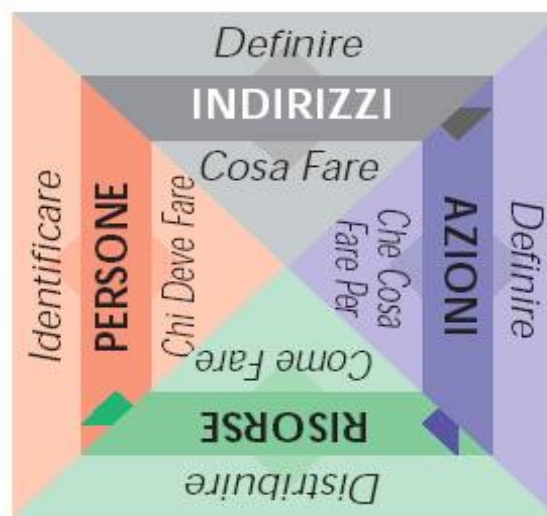 Definire
INDIRIZZI
Cosa Fare
Identificare
PERSONE
Chi Deve Fare
Che Cosa
Fare Per
AZIONI
Definire
Come Fare
RISORSE
Distribuire